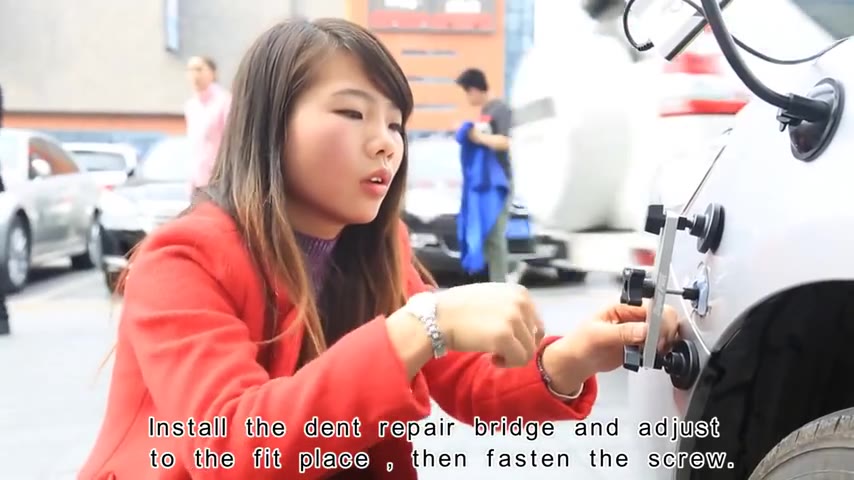 Install the dent repair bridge and adjust
to the fit place , then fasten the screw.